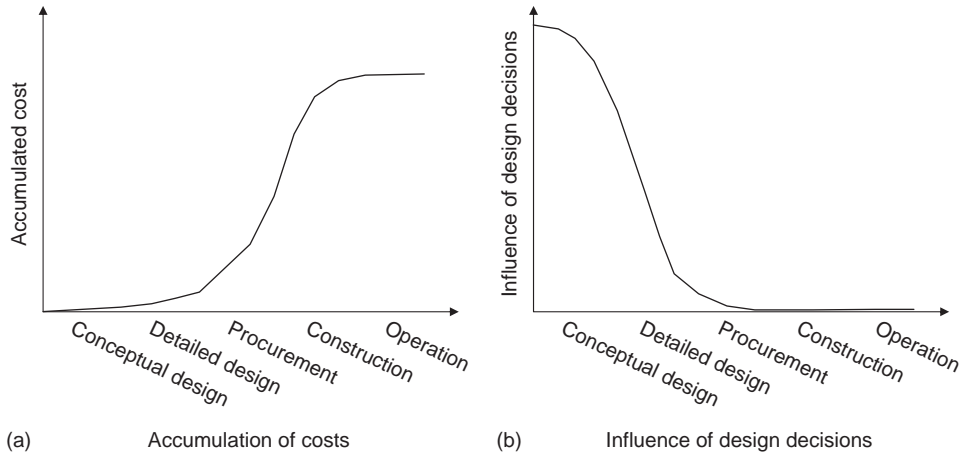 Accumulated cost
Conceptual design
Detailed design
Procurement
Construction
Operation
(a) Accumulation of costs
Influence of design decisions
Conceptual design
Detailed design
Procurement
Construction
Operation
(b) Influence of design decisions